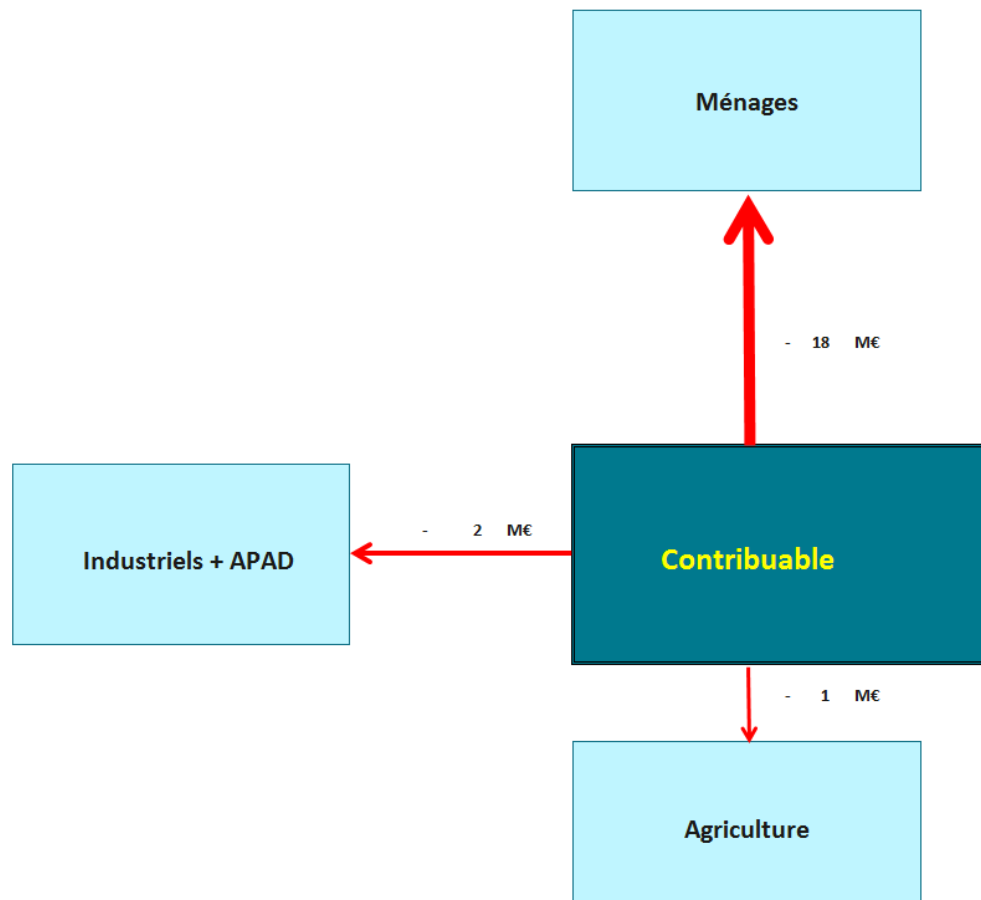 Ménages
- 18 M€
Industriels + APAD
- 2 M€
Contribuable
- 1 M€
Agriculture